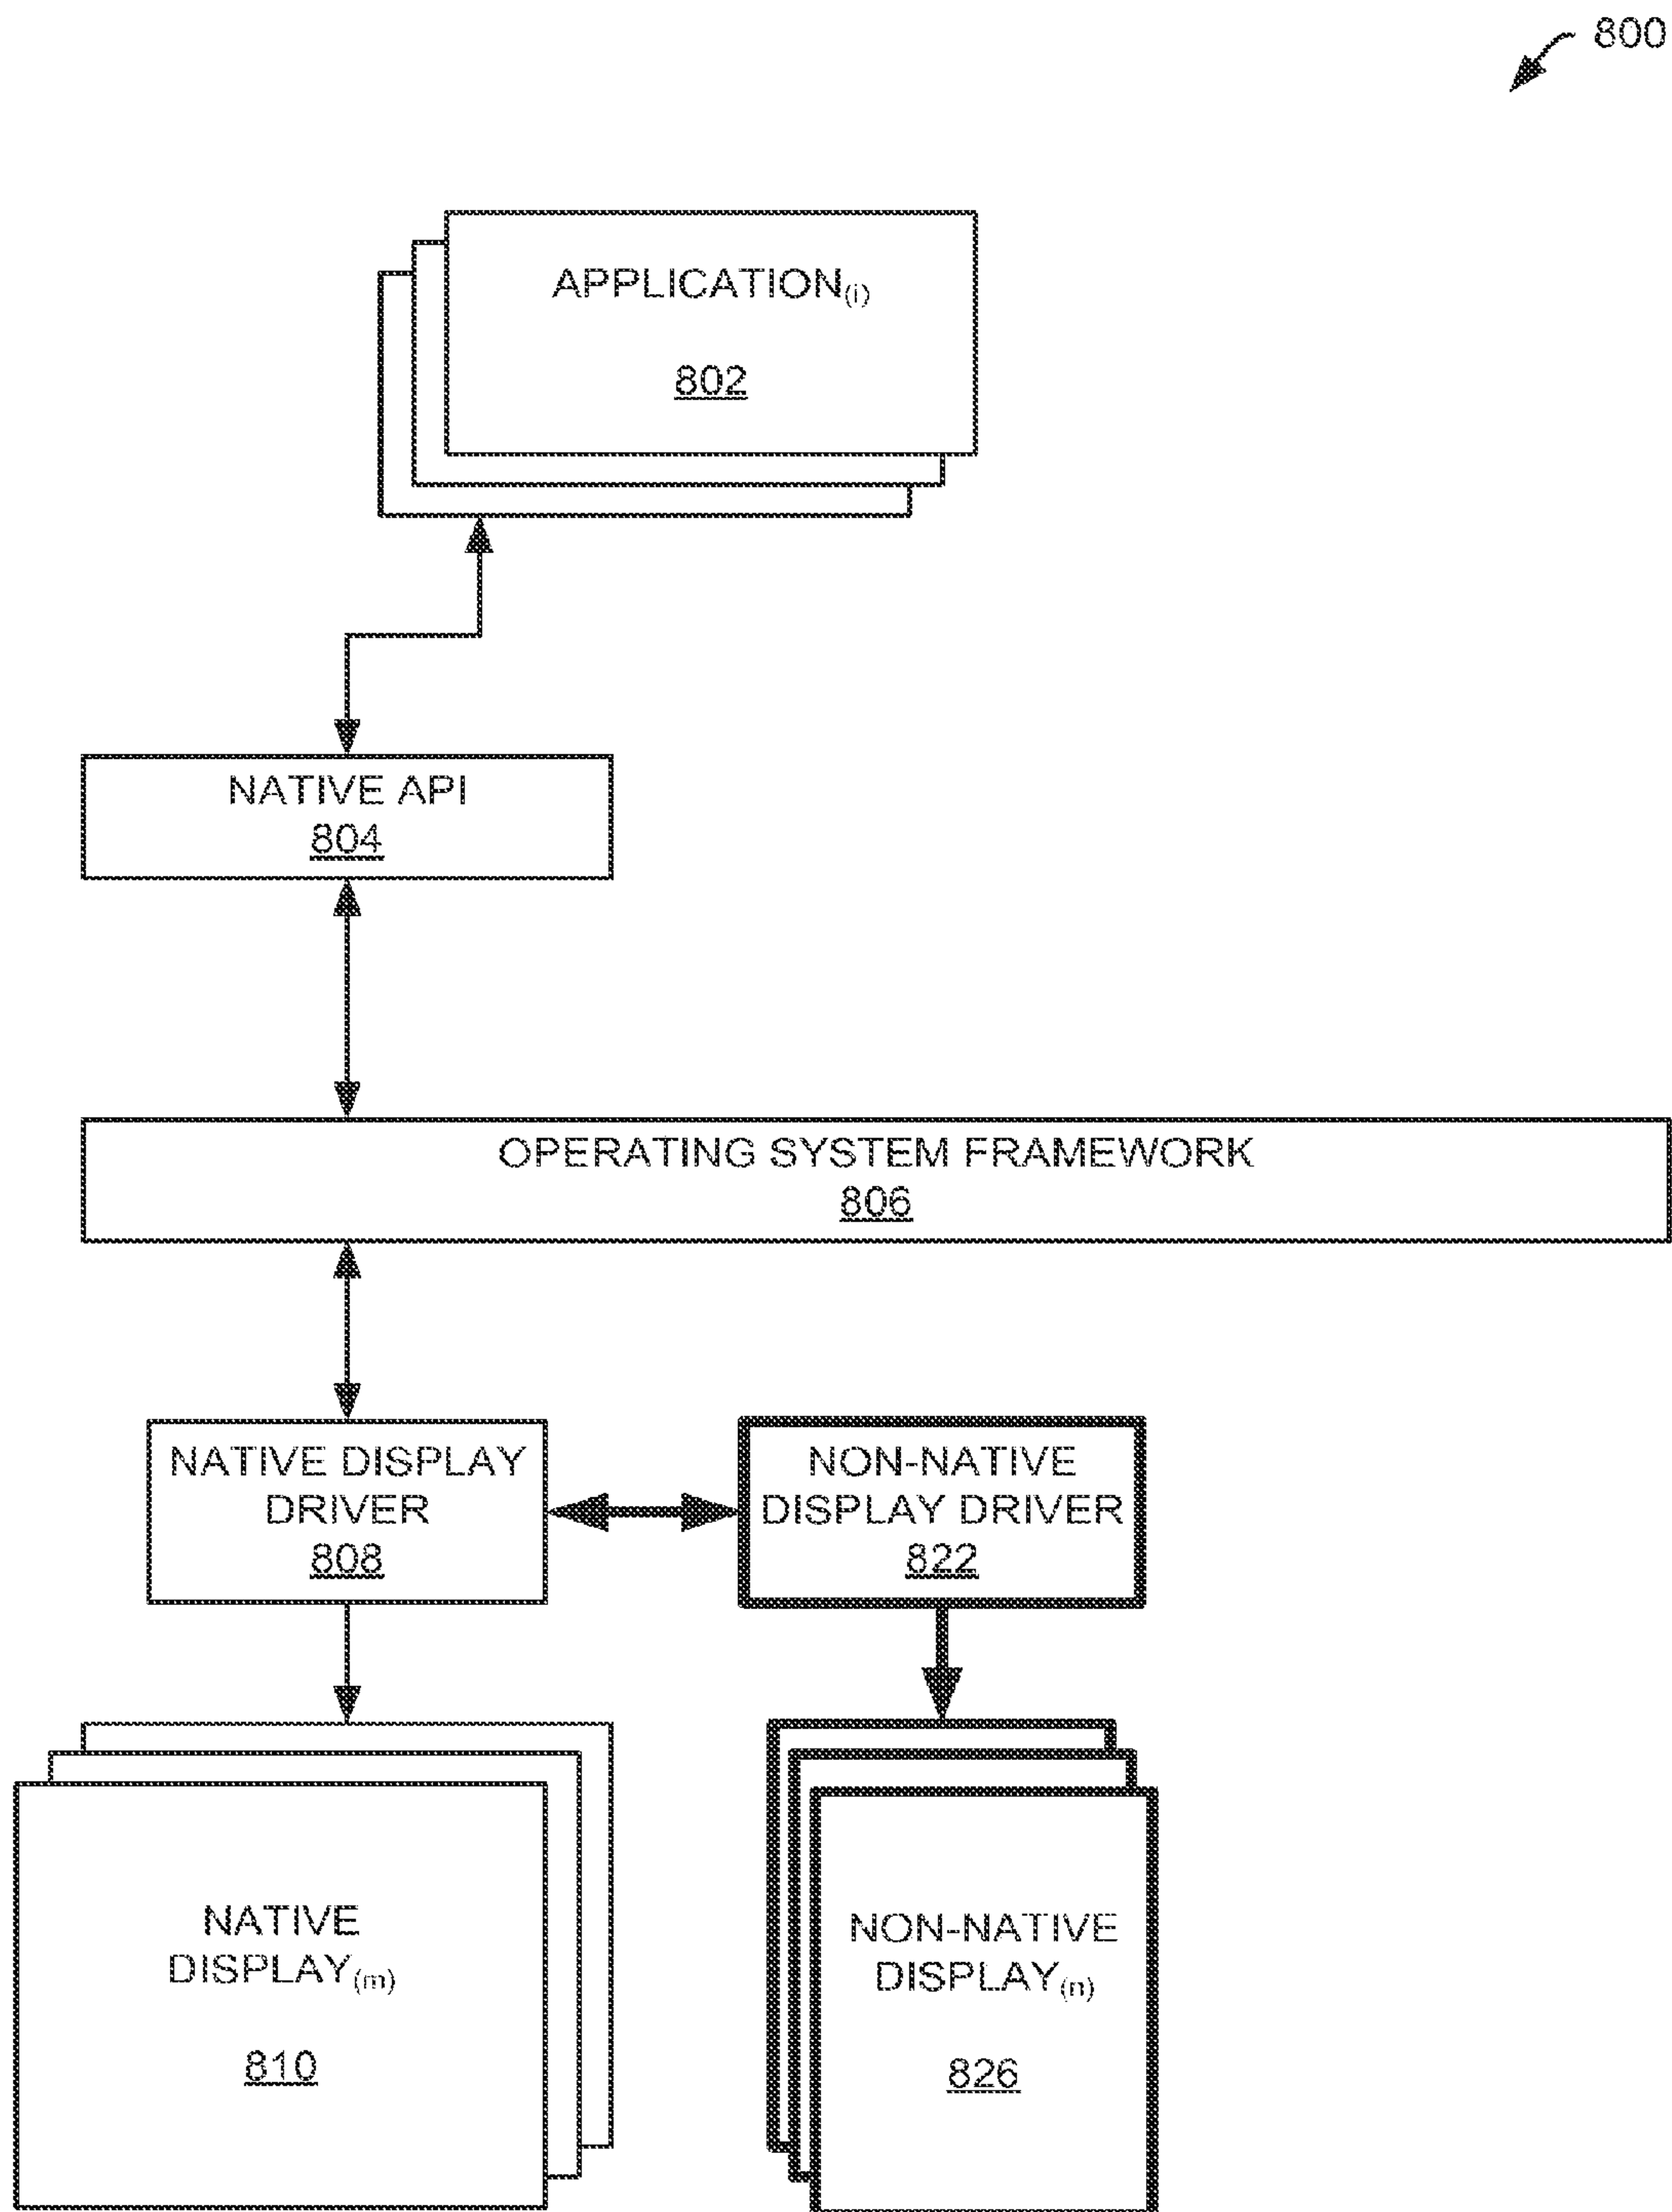 800
APPLICATION(i)
802
NATIVE API
804
OPERATING SYSTEM FRAMEWORK
806
NATIVE DISPLAY
DRIVER
808
NON-NATIVE
DISPLAY DRIVER
822
NATIVE
DISPLAY(m)
810
NON-NATIVE
DISPLAY(n)
826